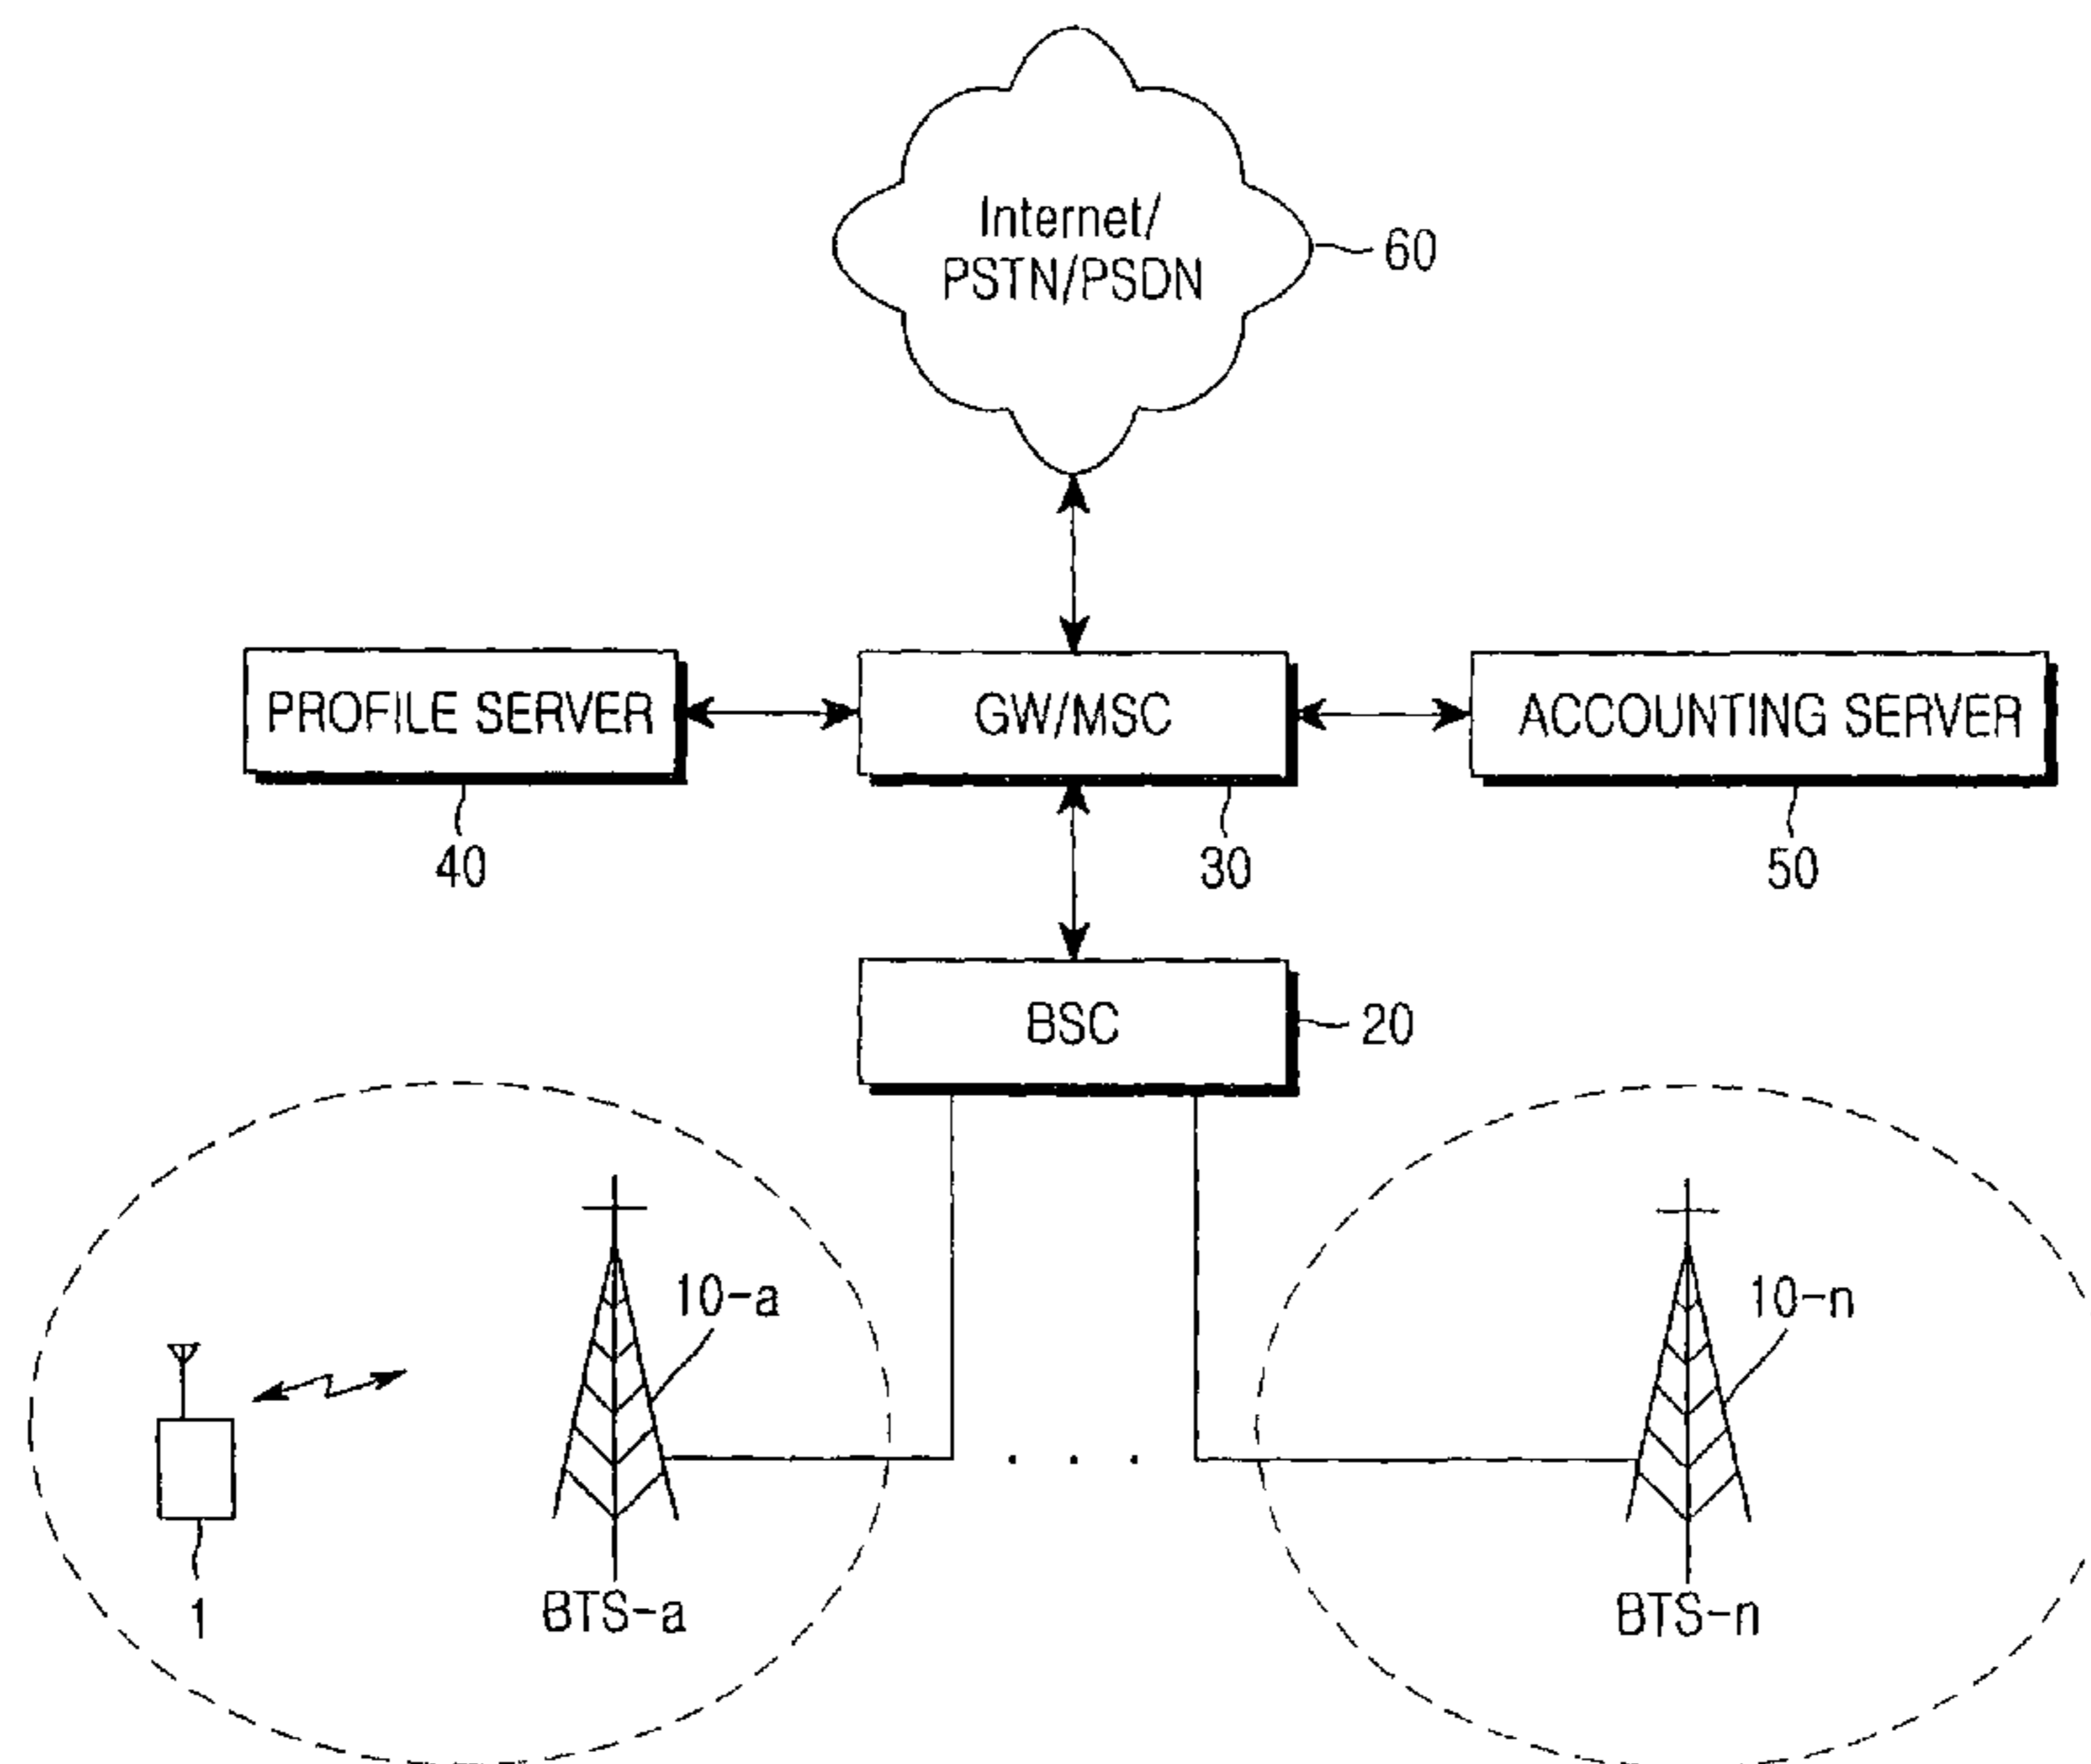 Internet/
PSTN/PSDN
60
PROFILE SERVER
GW/MSC
ACCOUNTING SERVER
40
30
50
BSC
20
10-a
10-n
1
BTS-a
BTS-n